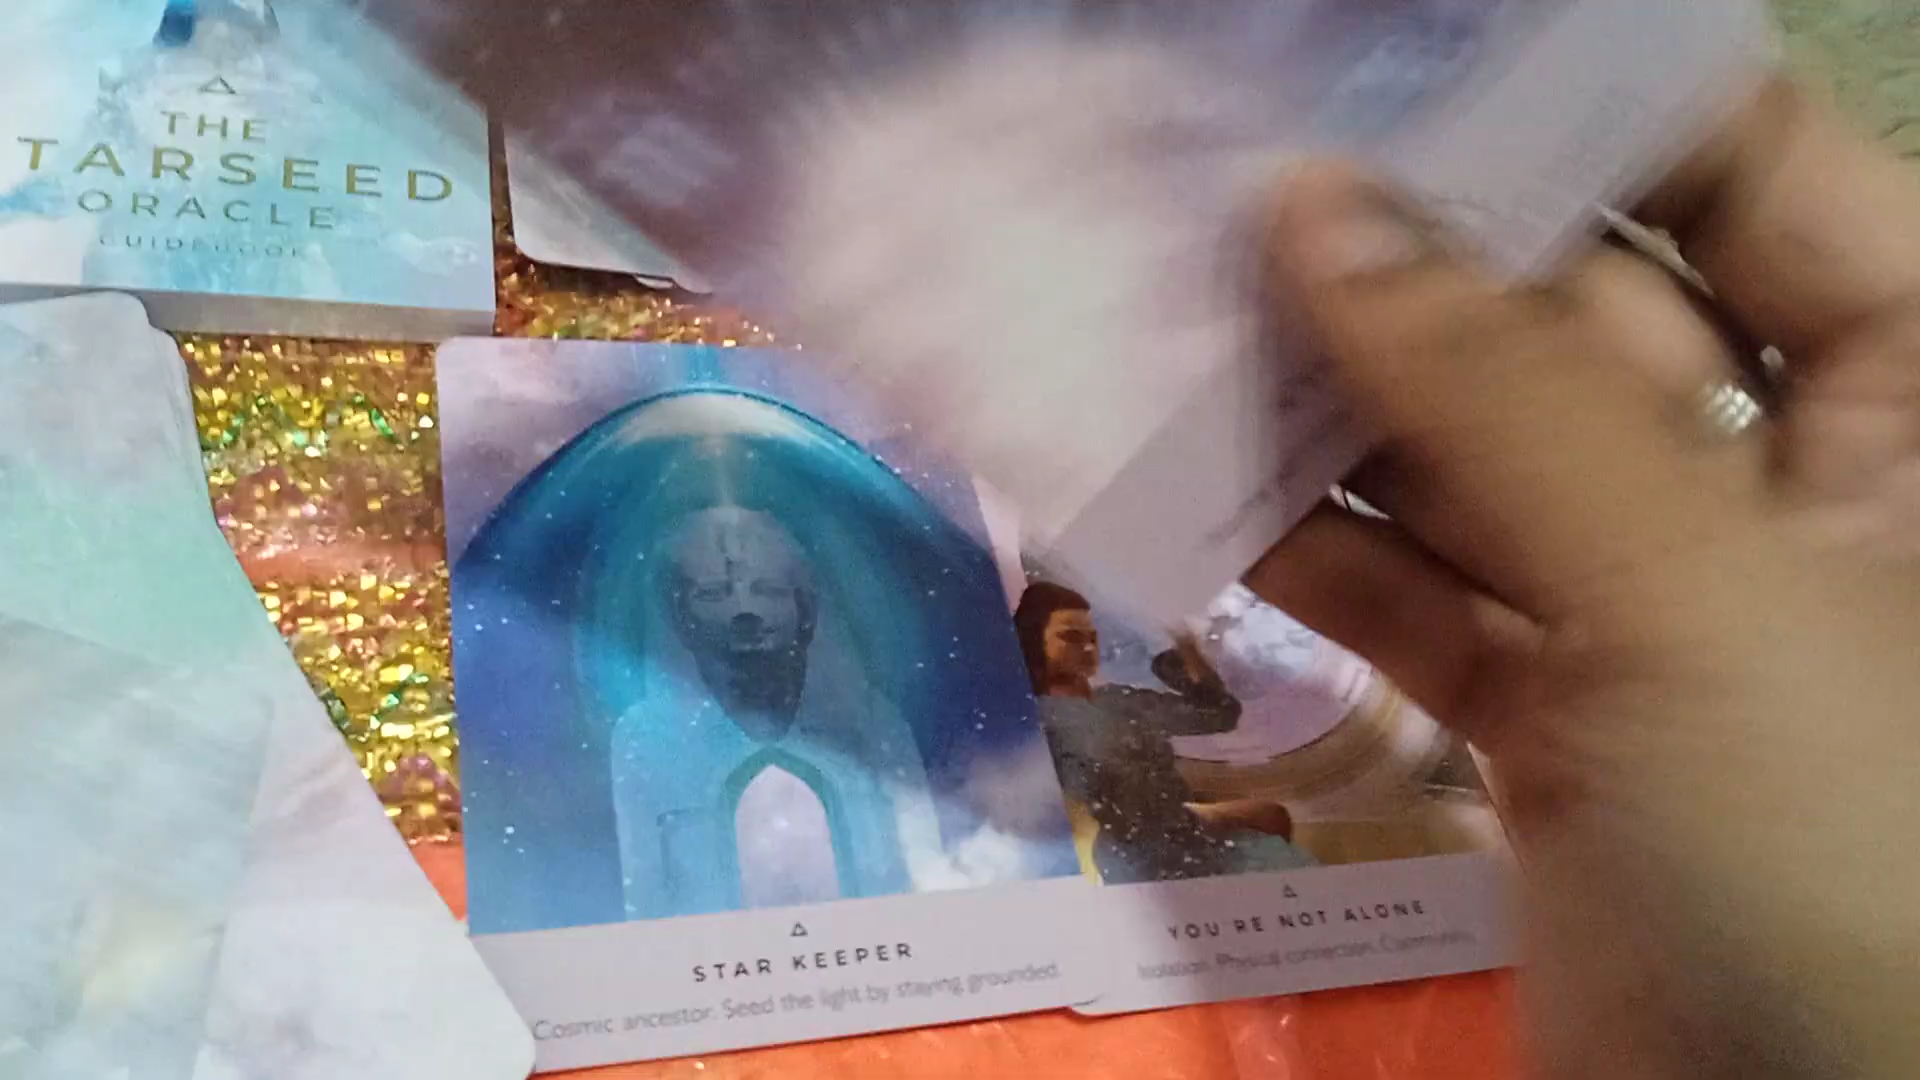 THE
TARSEED
ORACLE
GUIDEBOOK
STAR KEEPER
Cosmic ancestor. Seed the light by staying grounded.
YOU'RE NOT ALONE
Isolation. Physical connection. Community.